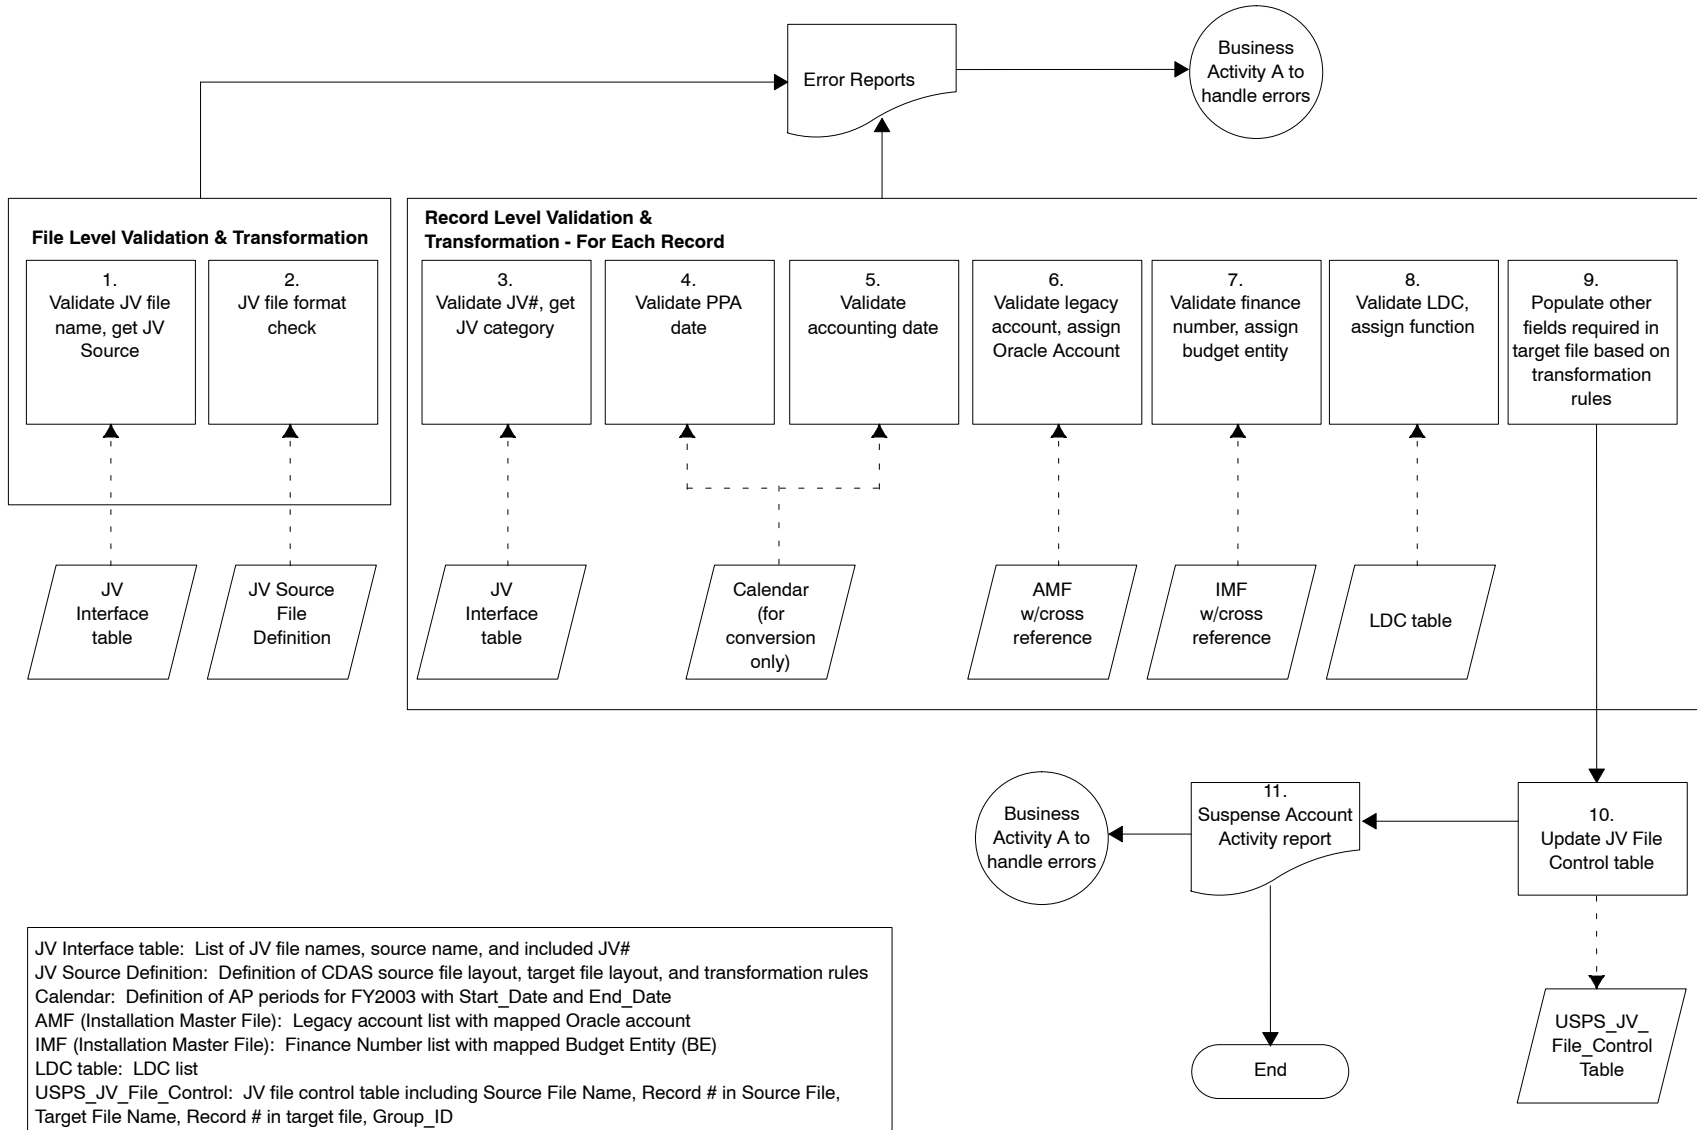 Error Reports
Business
Activity A to
handle errors
File Level Validation & Transformation
1.
Validate JV file
name, get JV
Source
2.
JV file format
check
Record Level Validation &
Transformation - For Each Record
3.
Validate JV#, get
JV category
4.
Validate PPA
date
5.
Validate
accounting date
6.
Validate legacy
account, assign
Oracle Account
7.
Validate finance
number, assign
budget entity
8.
Validate LDC,
assign function
9.
Populate other
fields required in
target file based on
transformation
rules
JV
Interface
table
JV Source
File
Definition
JV
Interface
table
Calendar
(for
conversion
only)
AMF
w/cross
reference
IMF
w/cross
reference
LDC table
Business
Activity A to
handle errors
11.
Suspense Account
Activity report
10.
Update JV File
Control table
End
USPS_JV_
File_Control
Table
JV Interface table:  List of JV file names, source name, and included JV#
JV Source Definition:  Definition of CDAS source file layout, target file layout, and transformation rules
Calendar:  Definition of AP periods for FY2003 with Start_Date and End_Date
AMF (Installation Master File):  Legacy account list with mapped Oracle account
IMF (Installation Master File):  Finance Number list with mapped Budget Entity (BE)
LDC table:  LDC list
USPS_JV_File_Control:  JV file control table including Source File Name, Record # in Source File,
Target File Name, Record # in target file, Group_ID